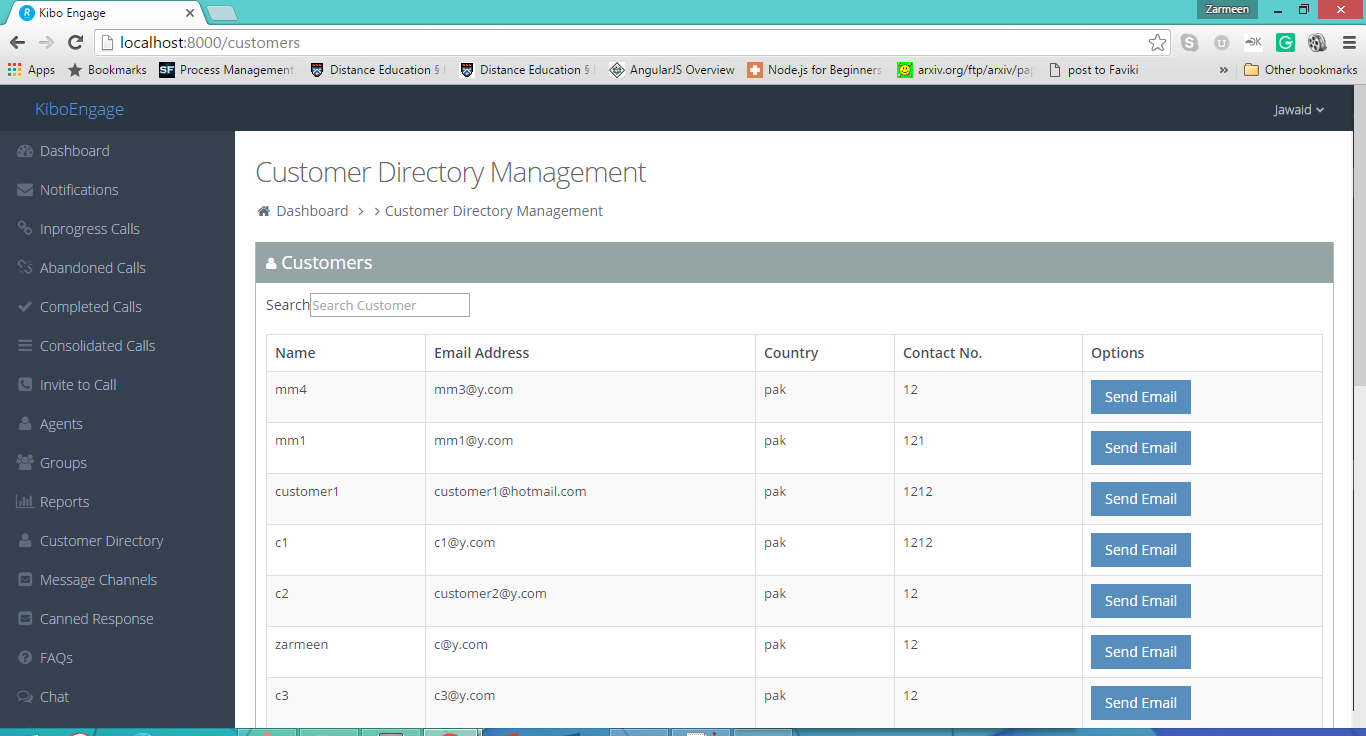 Kibo Engage
Zarmeen
localhost:8000/customers
Apps Bookmarks SF Process Management Distance Education § Distance Education § AngularJS Overview Node.js for Beginners arxiv.org/ftp/arxiv/pap post to Faviki » Other bookmarks
KiboEngage
Jawaid
Dashboard
Notifications
Inprogress Calls
Abandoned Calls
Completed Calls
Consolidated Calls
Invite to Call
Agents
Groups
Reports
Customer Directory
Message Channels
Canned Response
FAQs
Chat
Customer Directory Management
Dashboard > > Customer Directory Management
Customers
Search Search Customer
Name Email Address Country Contact No. Options
mm4 mm3@y.com pak 12 Send Email
mm1 mm1@y.com pak 121 Send Email
customer1 customer1@hotmail.com pak 1212 Send Email
c1 c1@y.com pak 1212 Send Email
c2 customer2@y.com pak 12 Send Email
zarmeen c@y.com pak 12 Send Email
c3 c3@y.com pak 12 Send Email